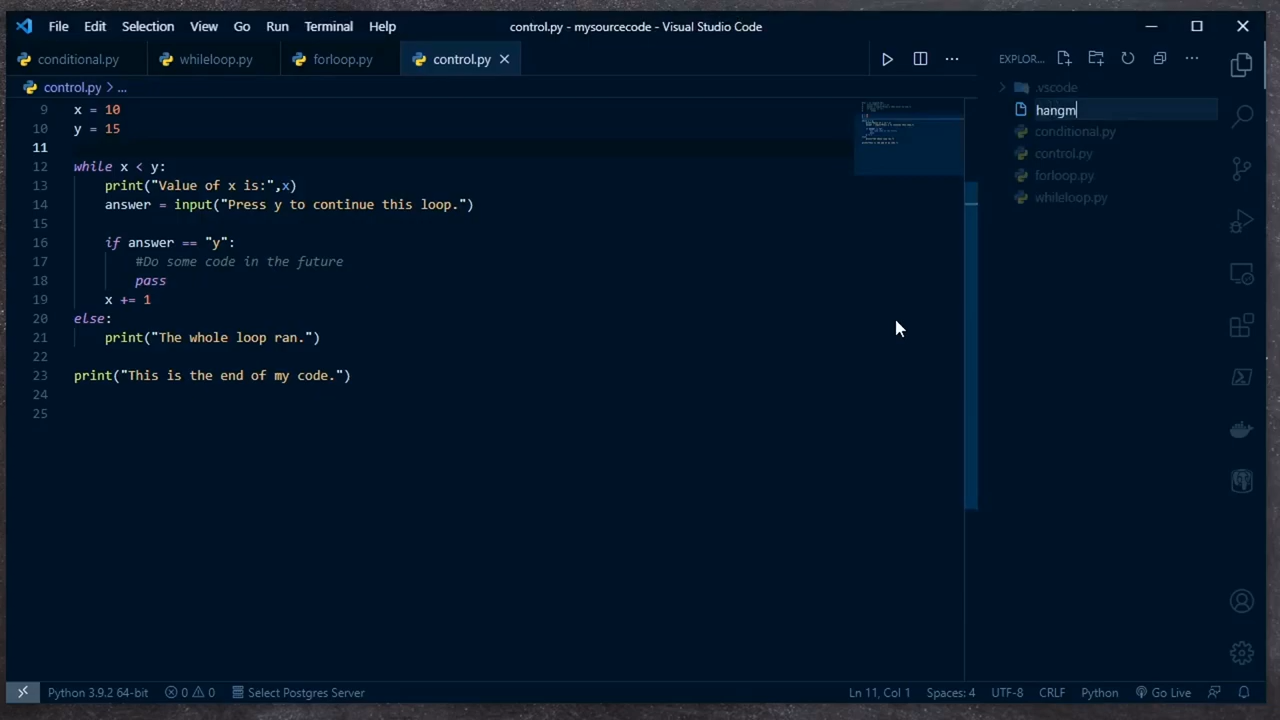 File Edit Selection View Go Run Terminal Help control.py - mysourcecode - Visual Studio Code
conditional.py whileloop.py forloop.py control.py
control.py > ...
9 x = 10
10 y = 15
11
12 while x < y:
13 print("Value of x is:",x)
14 answer = input("Press y to continue this loop.")
15
16 if answer == "y":
17 #Do some code in the future
18 pass
19 x += 1
20 else:
21 print("The whole loop ran.")
22
23 print("This is the end of my code.")
24
25
EXPLOR...
.vscode
hangm
conditional.py
control.py
forloop.py
whileloop.py
Python 3.9.2 64-bit 0 0 Select Postgres Server Ln 11, Col 1 Spaces: 4 UTF-8 CRLF Python Go Live